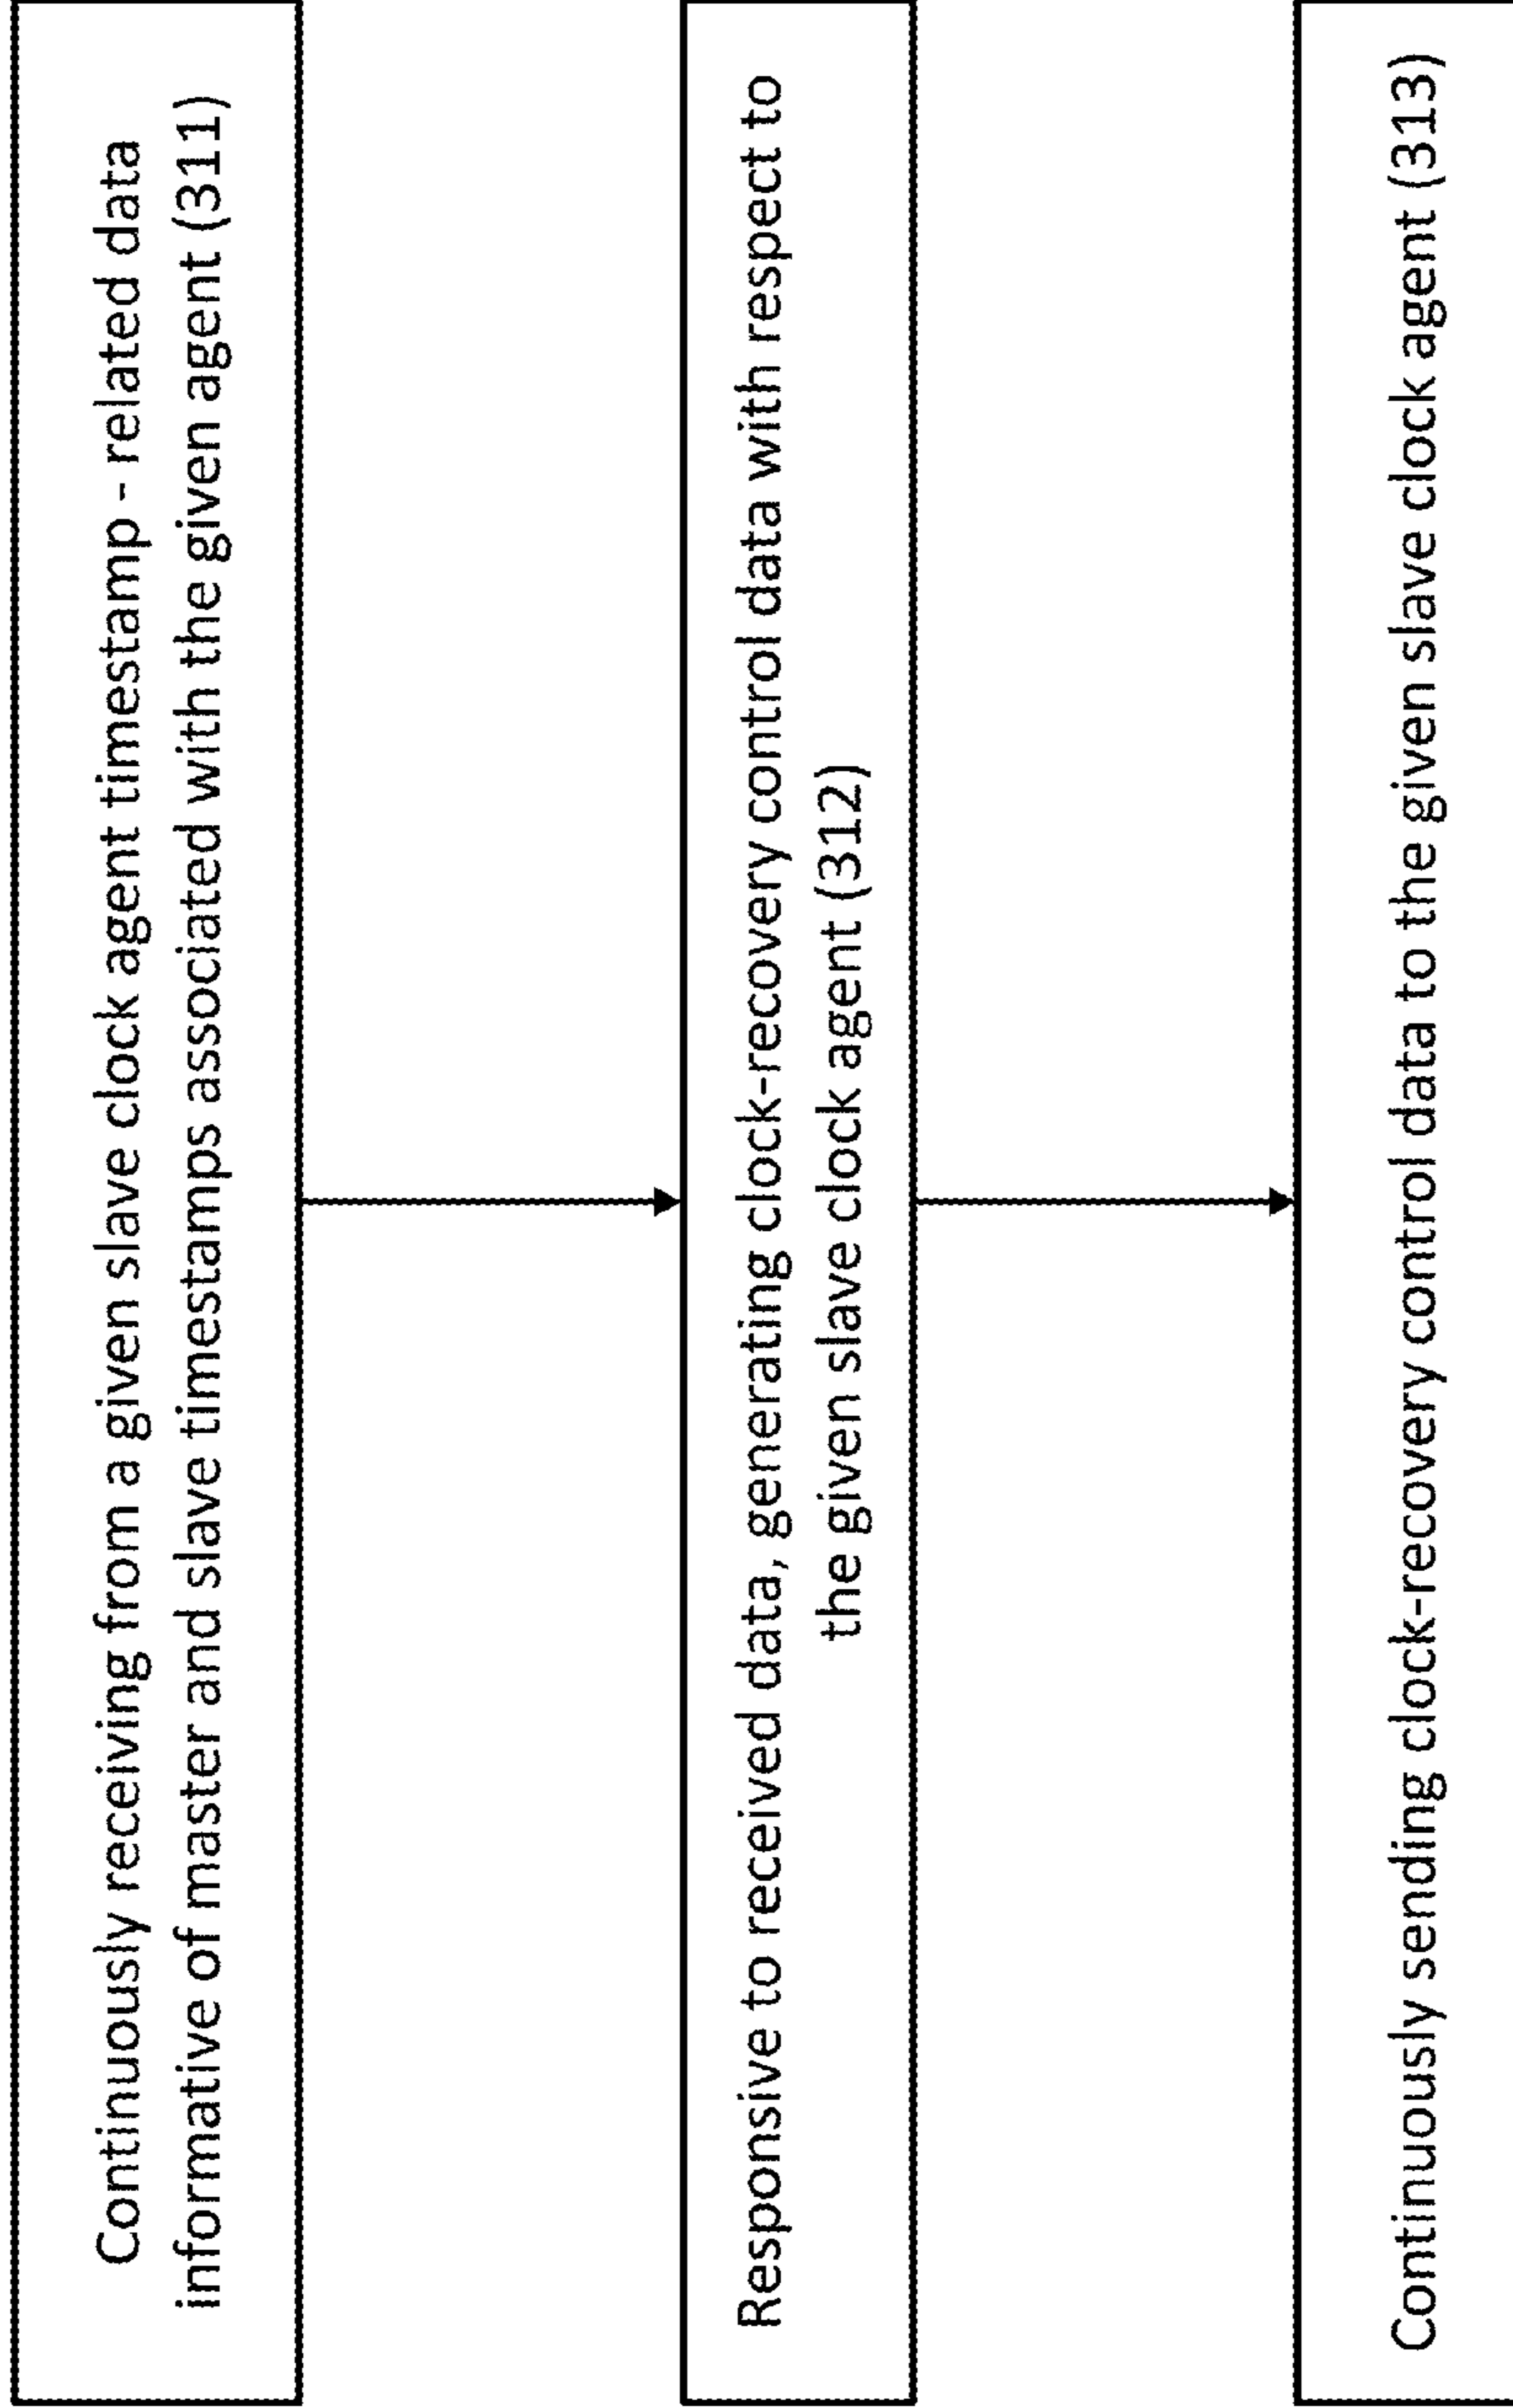 Continuously receiving from a given slave clock agent timestamp - related data
informative of master and slave timestamps associated with the given agent (311)
Responsive to received data, generating clock-recovery control data with respect to
the given slave clock agent (312)
Continuously sending clock-recovery control data to the given slave clock agent (313)